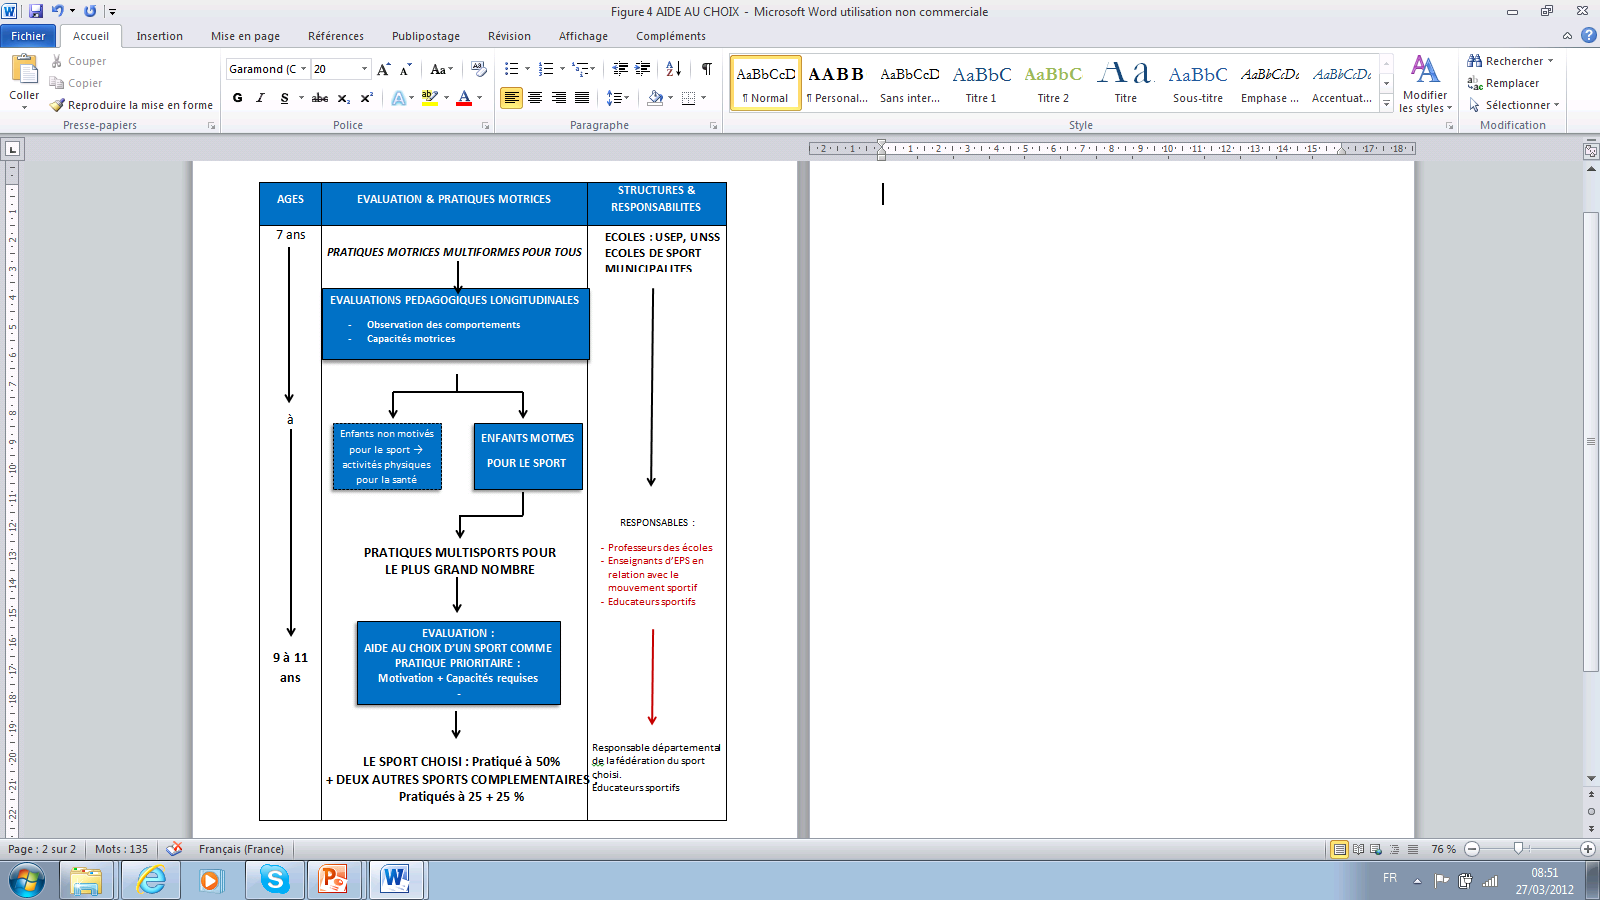 Figure 4 AIDE AU CHOIX - Microsoft Word utilisation non commerciale
Fichier
Accueil
Insertion
Mise en page
Références
Publipostage
Révision
Affichage
Compléments
Coller
Couper
Copier
Reproduire la mise en forme
Presse-papiers
Garamond (C
20
G I S abc x₂ x²
Police
Paragraphe
AaBbCcD
¶ Normal
AABB
¶ Personal...
AaBbCcD
Sans inter...
AaBbC
Titre 1
AaBbC
Titre 2
Aa
Titre
AaBbC
Sous-titre
AaBbCcDc
Emphase ...
AaBbCcDc
Accentuat...
Modifier
les styles
Style
Rechercher
Remplacer
Sélectionner
Modification
AGES
EVALUATION & PRATIQUES MOTRICES
STRUCTURES &
RESPONSABILITES
7 ans
à
9 à 11
ans
PRATIQUES MOTRICES MULTIFORMES POUR TOUS
EVALUATIONS PEDAGOGIQUES LONGITUDINALES
- Observation des comportements
- Capacités motrices
Enfants non motivés
pour le sport →
activités physiques
pour la santé
ENFANTS MOTIVES
POUR LE SPORT
PRATIQUES MULTISPORTS POUR
LE PLUS GRAND NOMBRE
EVALUATION :
AIDE AU CHOIX D’UN SPORT COMME
PRATIQUE PRIORITAIRE :
Motivation + Capacités requises
-
LE SPORT CHOISI : Pratiqué à 50%
+ DEUX AUTRES SPORTS COMPLEMENTAIRES :
Pratiqués à 25 + 25 %
ECOLES : USEP, UNSS
ECOLES DE SPORT
MUNICIPALITES
RESPONSABLES :
- Professeurs des écoles
- Enseignants d’EPS en
relation avec le
mouvement sportif
- Educateurs sportifs
Responsable départemental
de la fédération du sport
choisi.
Educateurs sportifs
Page : 2 sur 2
Mots : 135
Français (France)
76 %
FR
08:51
27/03/2012